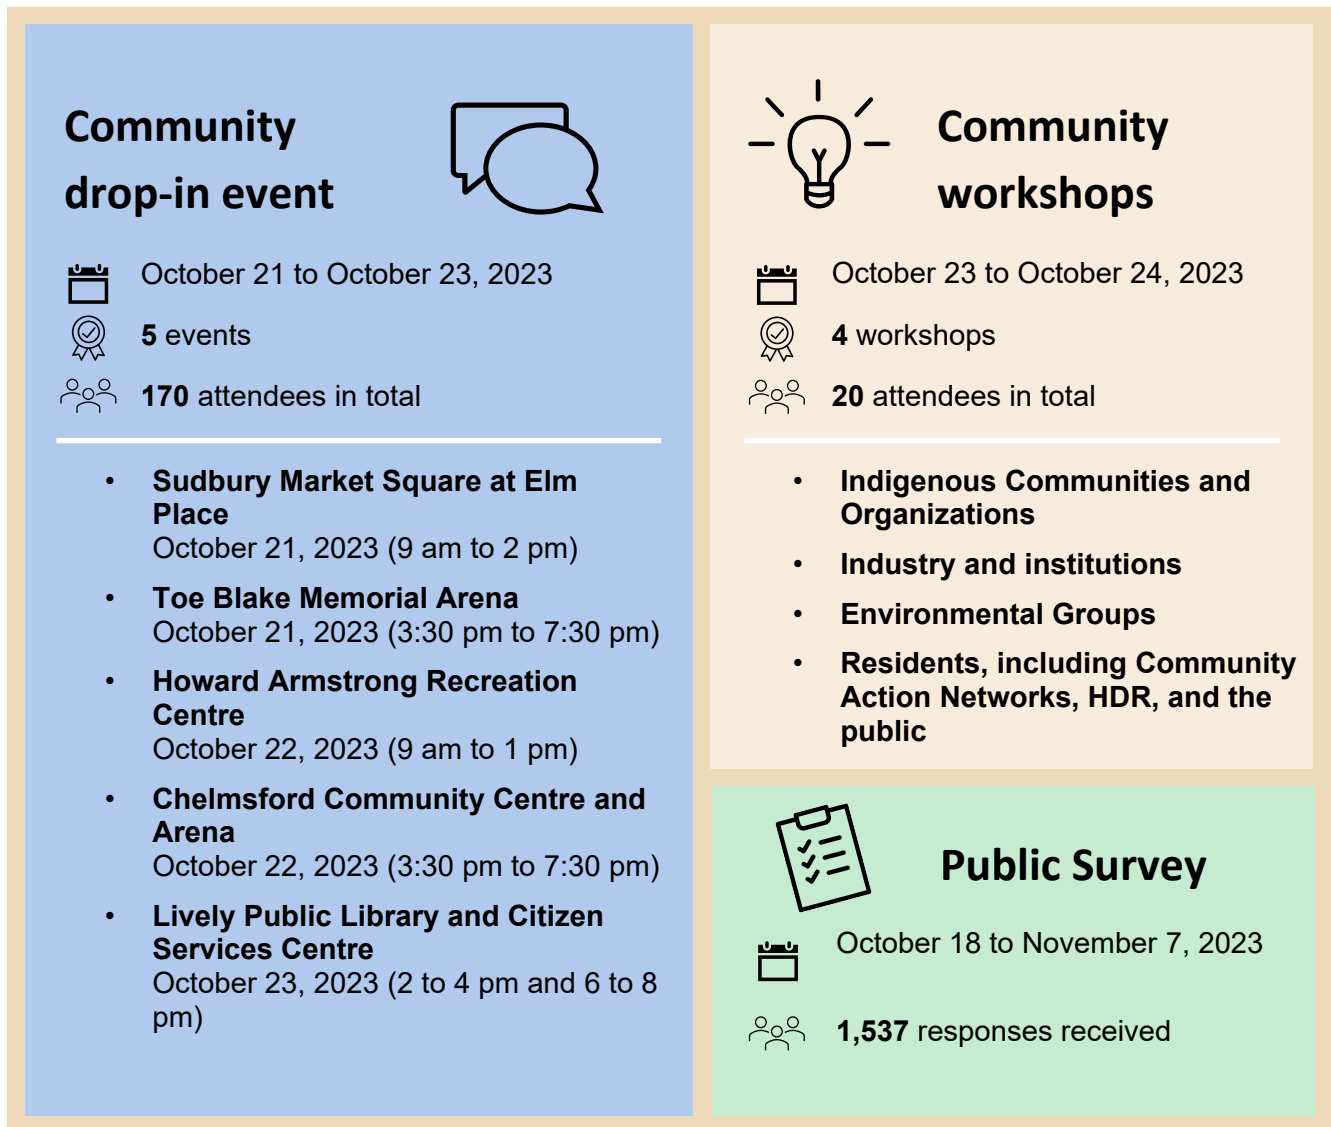 Community
drop-in event
October 21 to October 23, 2023
5 events
170 attendees in total
• Sudbury Market Square at Elm
Place
October 21, 2023 (9 am to 2 pm)
• Toe Blake Memorial Arena
October 21, 2023 (3:30 pm to 7:30 pm)
• Howard Armstrong Recreation
Centre
October 22, 2023 (9 am to 1 pm)
• Chelmsford Community Centre and
Arena
October 22, 2023 (3:30 pm to 7:30 pm)
• Lively Public Library and Citizen
Services Centre
October 23, 2023 (2 to 4 pm and 6 to 8
pm)
Community
workshops
October 23 to October 24, 2023
4 workshops
20 attendees in total
• Indigenous Communities and
Organizations
• Industry and institutions
• Environmental Groups
• Residents, including Community
Action Networks, HDR, and the
public
Public Survey
October 18 to November 7, 2023
1,537 responses received